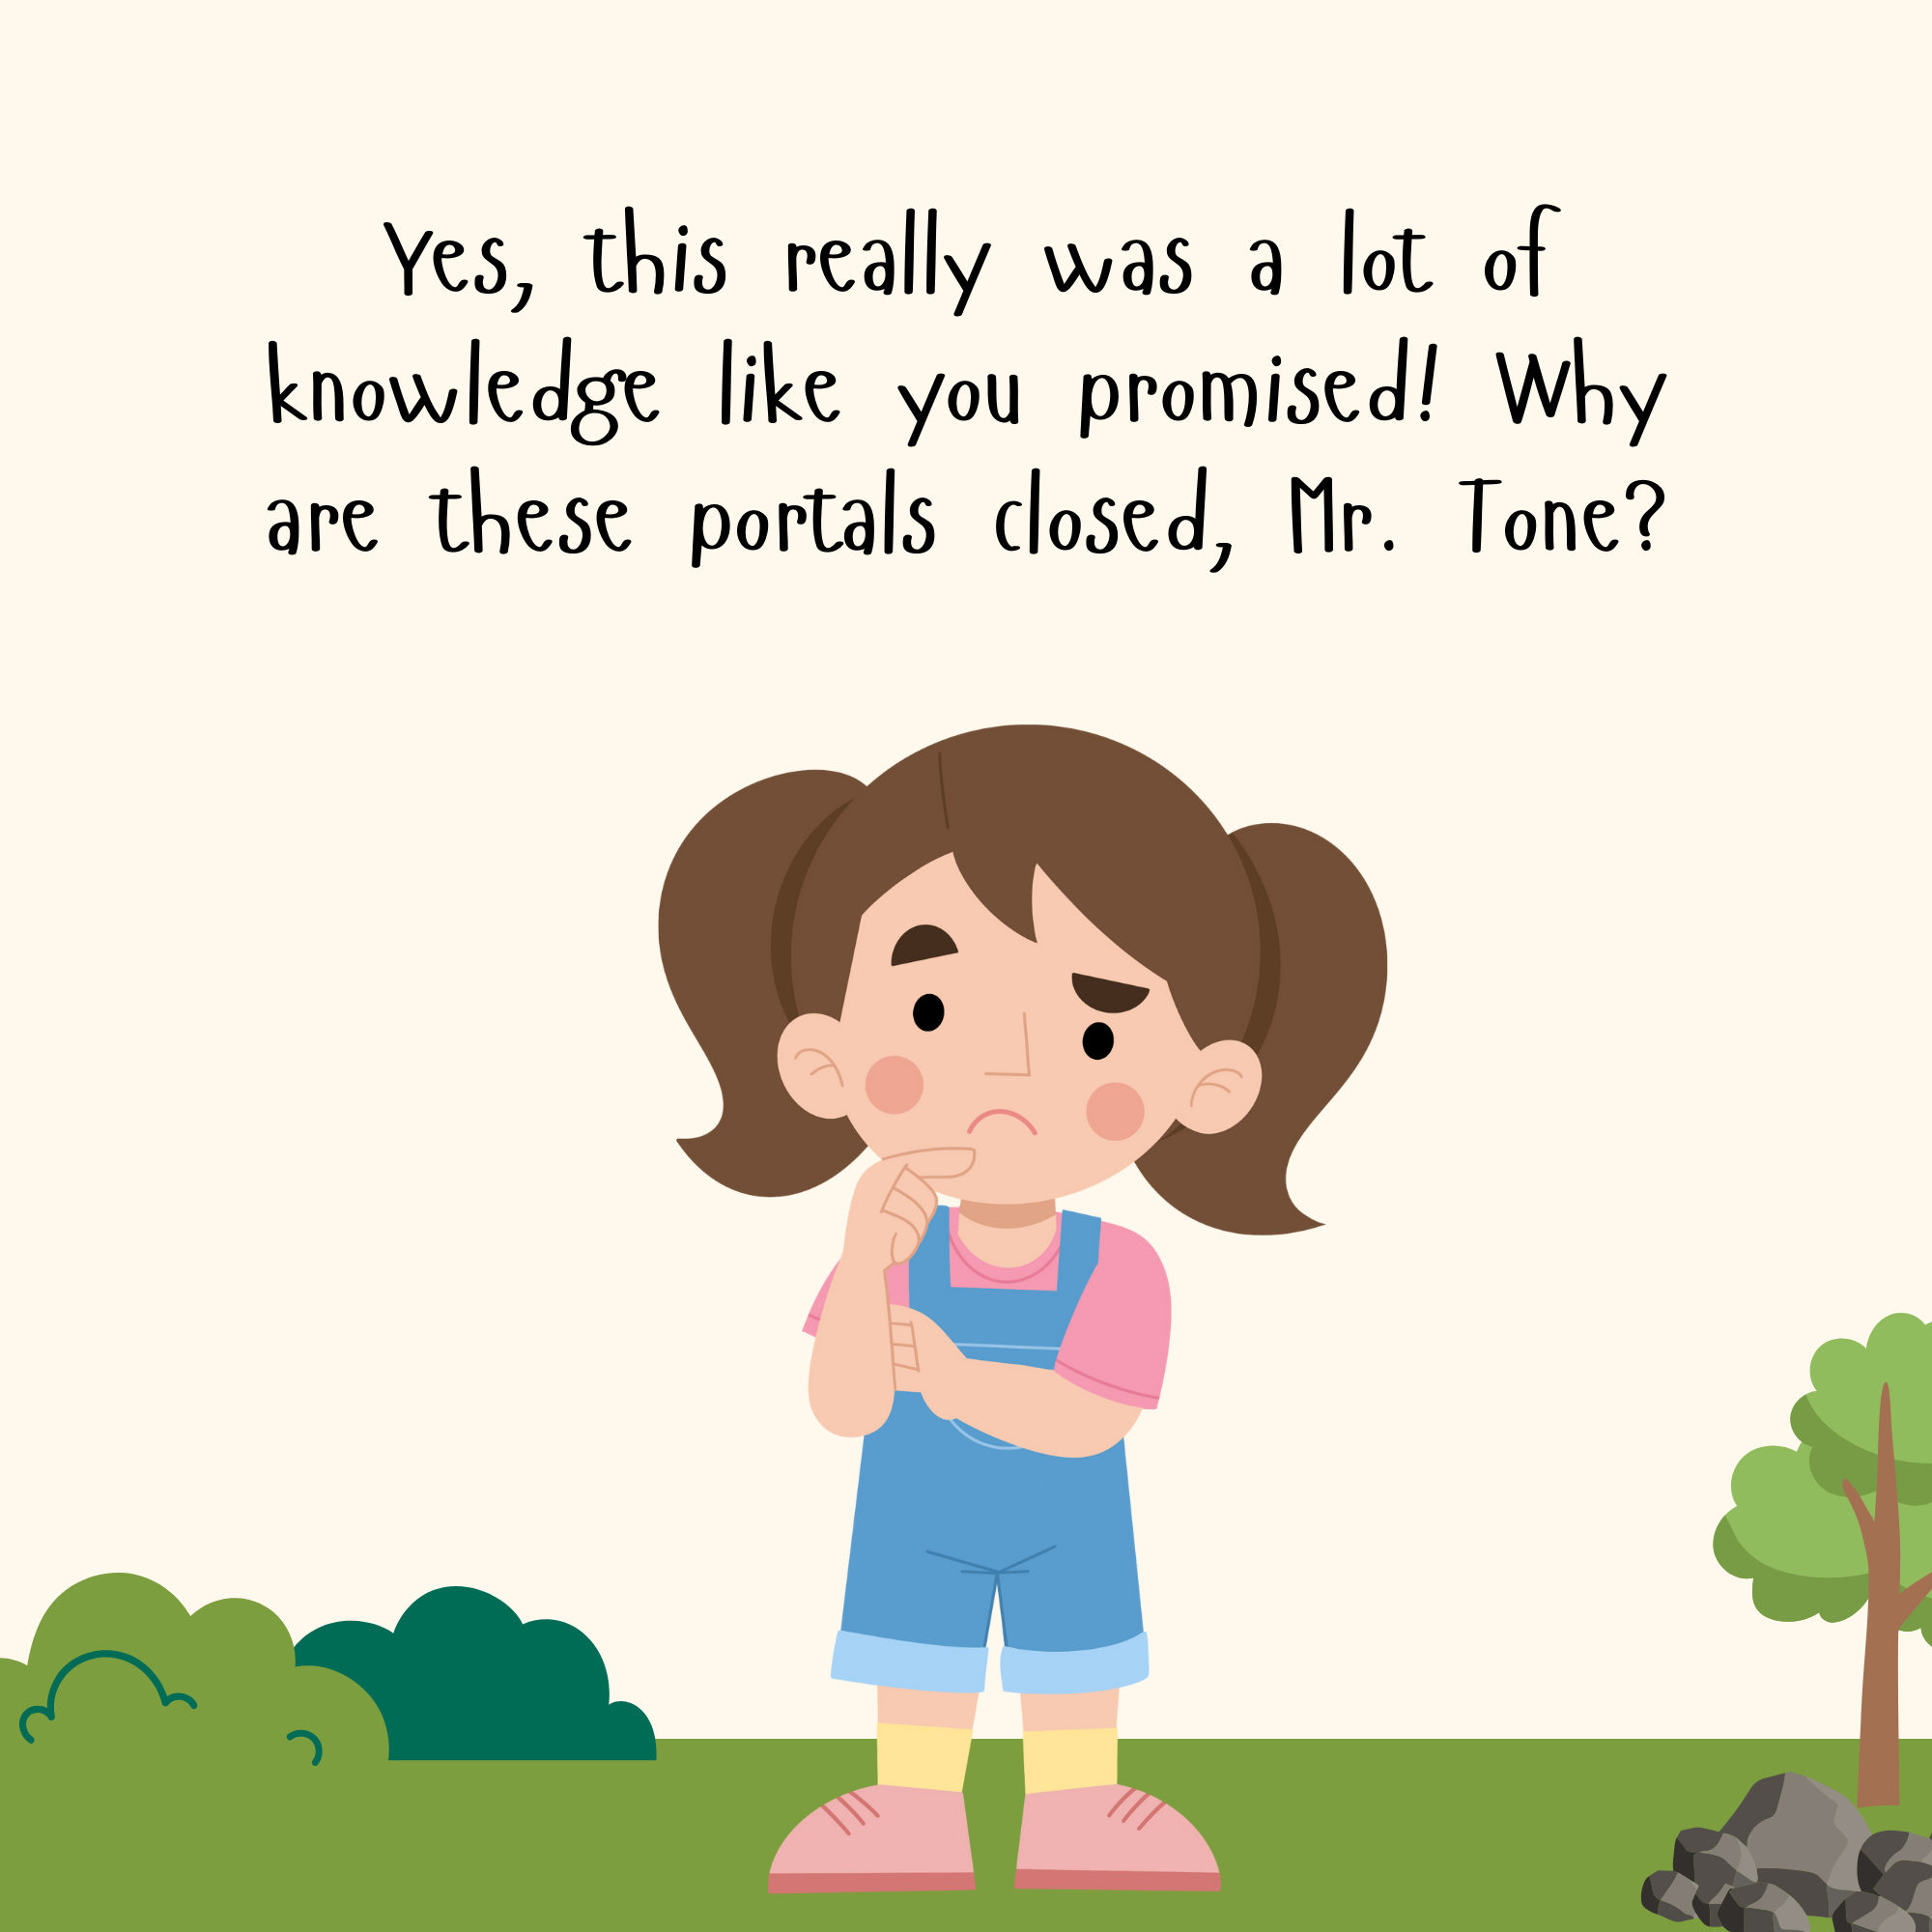 Yes, this really was a lot of
knowledge like you promised! Why
are these portals closed, Mr. Tone?